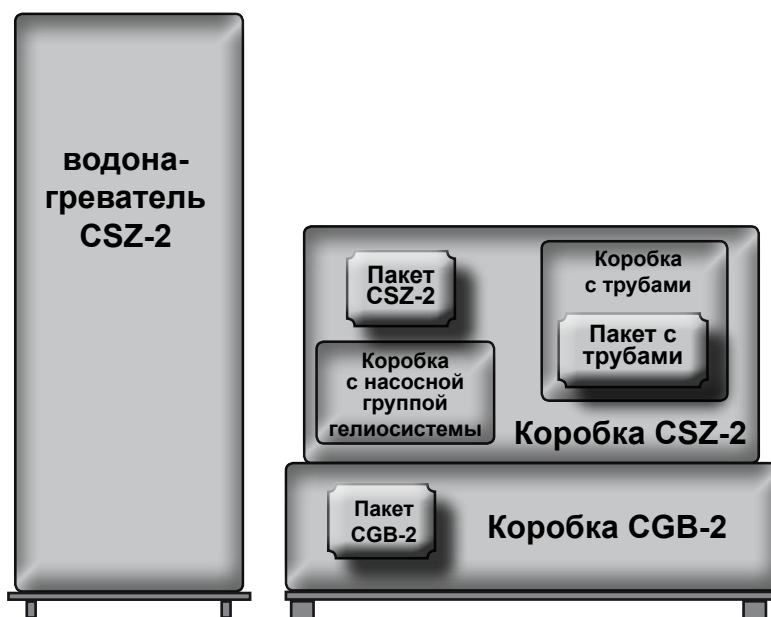 водона-
греватель
CSZ-2
Пакет
CSZ-2
Коробка
с трубами
Пакет с
трубами
Коробка
с насосной
группой
гелиосистемы
Коробка CSZ-2
Пакет
CGB-2
Коробка CGB-2